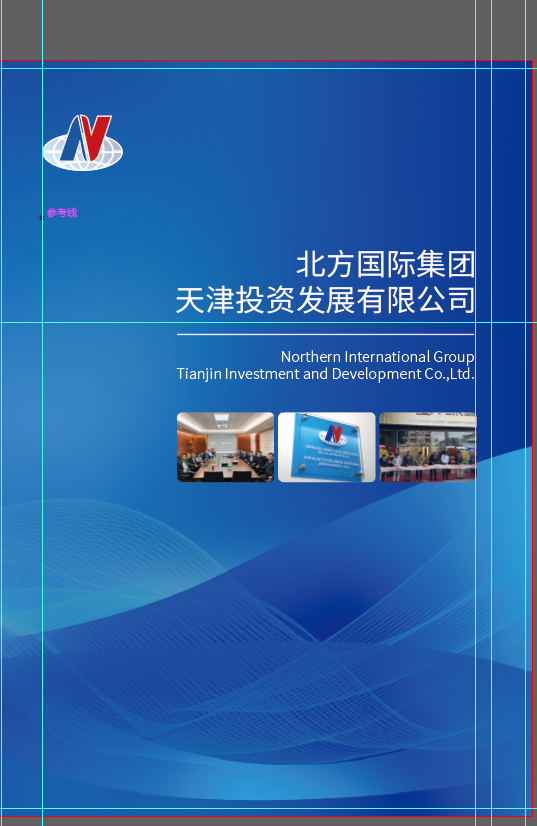 参考线
北方国际集团
天津投资发展有限公司
Northern International Group
Tianjin Investment and Development Co.,Ltd.